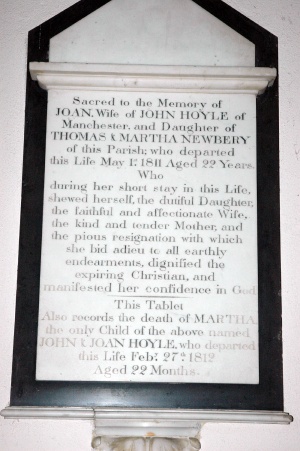 Sacred to the Memory of
JOAN, Wife of JOHN HOYLE of
Manchester, and Daughter of
THOMAS & MARTHA NEWBERY
of this Parish; who departed
this Life May 1st 1811 Aged 22 Years.
Who
during her short stay in this Life,
shewed herself, the dutiful Daughter,
the faithful and affectionate Wife,
the kind and tender Mother, and
the pious resignation with which
she bid adieu to all earthly
endearments, dignified the
expiring Christian, and
manifested her confidence in God.
This Tablet
Also records the death of MARTHA,
the only Child of the above named
JOHN & JOAN HOYLE, who departed
this Life Feby 27th 1812
Aged 22 Months.